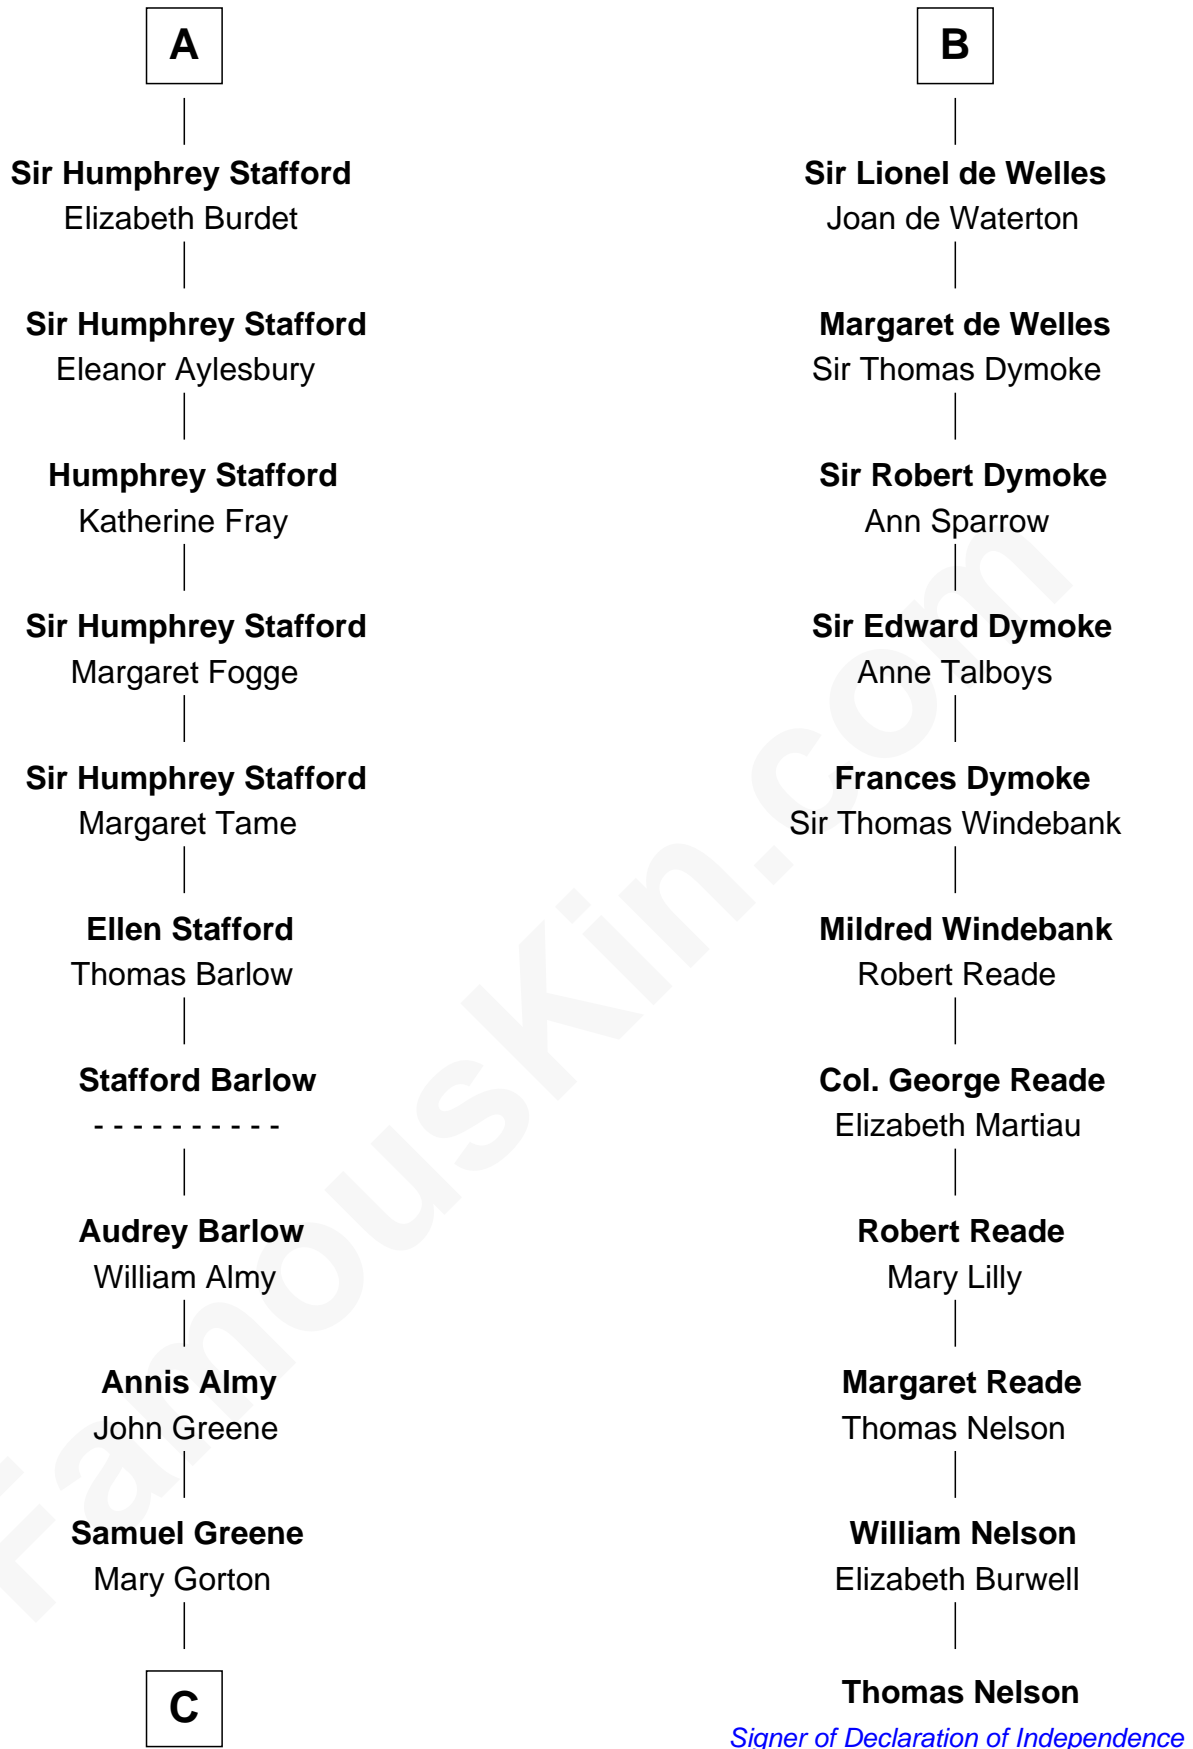 A
Sir Humphrey Stafford
Elizabeth Burdet
Sir Humphrey Stafford
Eleanor Aylesbury
Humphrey Stafford
Katherine Fray
Sir Humphrey Stafford
Margaret Fogge
Sir Humphrey Stafford
Margaret Tame
Ellen Stafford
Thomas Barlow
Stafford Barlow
- - - - - - - - - -
Audrey Barlow
William Almy
Annis Almy
John Greene
Samuel Greene
Mary Gorton
C
B
Sir Lionel de Welles
Joan de Waterton
Margaret de Welles
Sir Thomas Dymoke
Sir Robert Dymoke
Ann Sparrow
Sir Edward Dymoke
Anne Talboys
Frances Dymoke
Sir Thomas Windebank
Mildred Windebank
Robert Reade
Col. George Reade
Elizabeth Martiau
Robert Reade
Mary Lilly
Margaret Reade
Thomas Nelson
William Nelson
Elizabeth Burwell
Thomas Nelson
Signer of Declaration of Independence
FamousKin.com